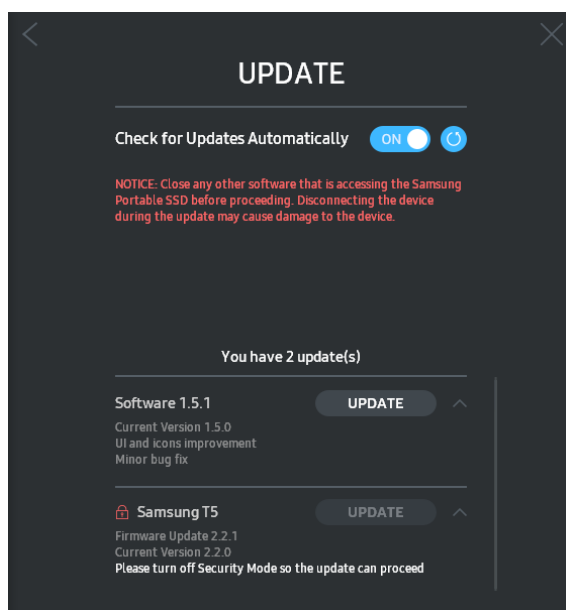 UPDATE
Check for Updates Automatically ON
NOTICE: Close any other software that is accessing the Samsung
Portable SSD before proceeding. Disconnecting the device
during the update may cause damage to the device.
You have 2 update(s)
Software 1.5.1 UPDATE
Current Version 1.5.0
UI and icons improvement
Minor bug fix
Samsung T5 UPDATE
Firmware Update 2.2.1
Current Version 2.2.0
Please turn off Security Mode so the update can proceed